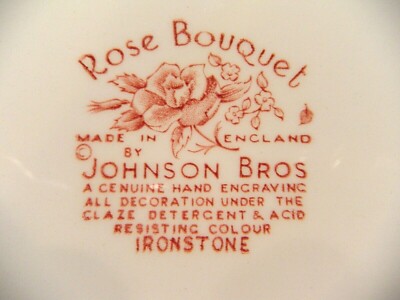 Rose Bouquet
MADE IN ENGLAND
© BY
JOHNSON BROS
A GENUINE HAND ENGRAVING
ALL DECORATION UNDER THE
GLAZE DETERGENT & ACID
RESISTING COLOUR
IRONSTONE